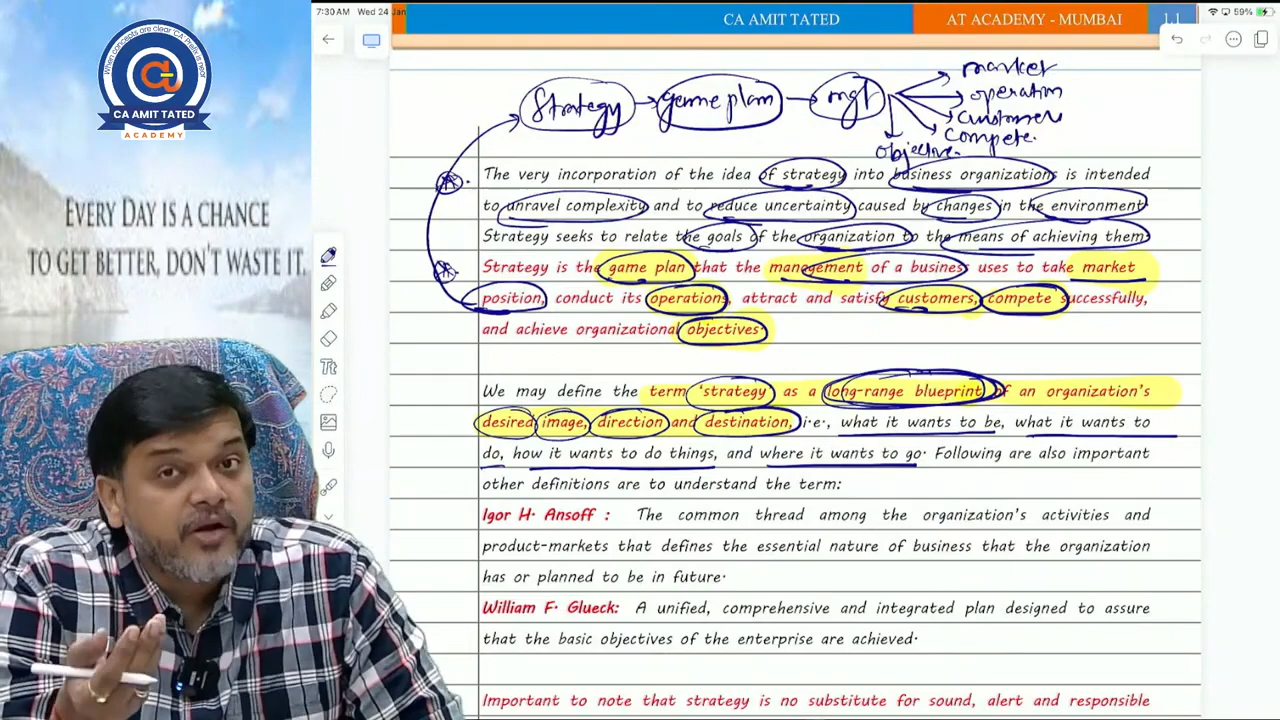 7:30 AM Wed 24 Jan
59%
CA AMIT TATED
AT ACADEMY - MUMBAI
1.1
When concepts are clear 'CA' Prefix is near
CA AMIT TATED
ACADEMY
EVERY DAY IS A CHANCE
TO GET BETTER, DON'T WASTE IT.
Strategy → game plan → mgt
market
operation
customers
compete.
objective.
The very incorporation of the idea of strategy into business organizations is intended
to unravel complexity and to reduce uncertainty caused by changes in the environment.
Strategy seeks to relate the goals of the organization to the means of achieving them.
Strategy is the game plan that the management of a business uses to take market
position, conduct its operations, attract and satisfy customers, compete successfully,
and achieve organizational objectives.
We may define the term 'strategy as a long-range blueprint of an organization's
desired image, direction and destination, i·e·, what it wants to be, what it wants to
do, how it wants to do things, and where it wants to go· Following are also important
other definitions are to understand the term:
Igor H· Ansoff : The common thread among the organization's activities and
product-markets that defines the essential nature of business that the organization
has or planned to be in future·
William F· Glueck: A unified, comprehensive and integrated plan designed to assure
that the basic objectives of the enterprise are achieved·
Important to note that strategy is no substitute for sound, alert and responsible